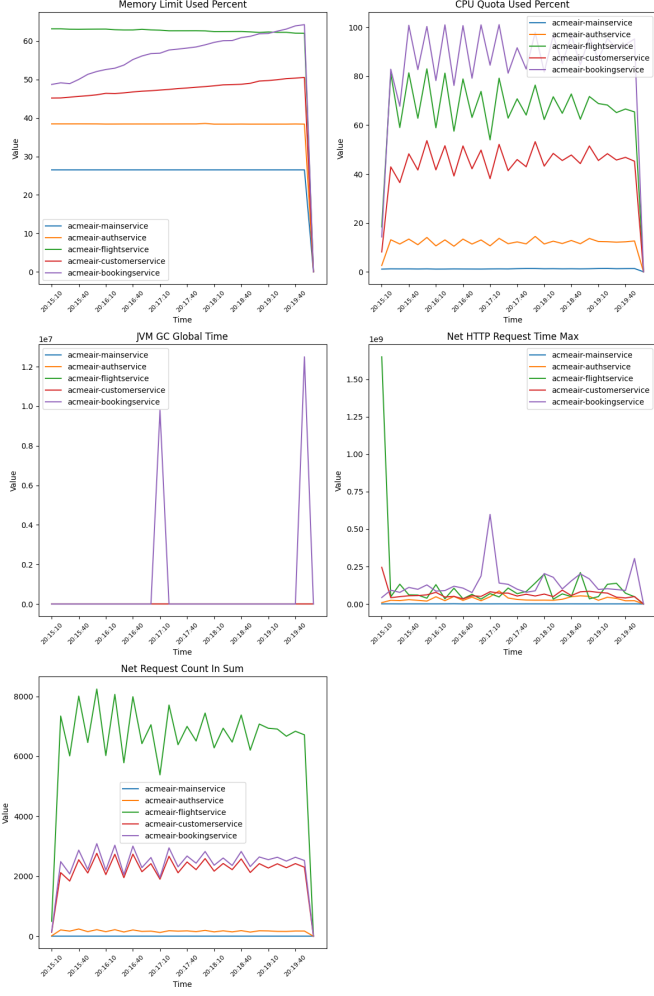 Memory Limit Used Percent
Value
60
50
40
30
20
10
0
acmeair-mainservice
acmeair-authservice
acmeair-flightservice
acmeair-customerservice
acmeair-bookingservice
20:15:10
20:15:40
20:16:10
20:16:40
20:17:10
20:17:40
20:18:10
20:18:40
20:19:10
20:19:40
Time
CPU Quota Used Percent
Value
100
80
60
40
20
0
acmeair-mainservice
acmeair-authservice
acmeair-flightservice
acmeair-customerservice
acmeair-bookingservice
20:15:10
20:15:40
20:16:10
20:16:40
20:17:10
20:17:40
20:18:10
20:18:40
20:19:10
20:19:40
Time
JVM GC Global Time
1e7
Value
1.2
1.0
0.8
0.6
0.4
0.2
0.0
acmeair-mainservice
acmeair-authservice
acmeair-flightservice
acmeair-customerservice
acmeair-bookingservice
20:15:10
20:15:40
20:16:10
20:16:40
20:17:10
20:17:40
20:18:10
20:18:40
20:19:10
20:19:40
Time
Net HTTP Request Time Max
1e9
Value
1.50
1.25
1.00
0.75
0.50
0.25
0.00
acmeair-mainservice
acmeair-authservice
acmeair-flightservice
acmeair-customerservice
acmeair-bookingservice
20:15:10
20:15:40
20:16:10
20:16:40
20:17:10
20:17:40
20:18:10
20:18:40
20:19:10
20:19:40
Time
Net Request Count In Sum
Value
8000
6000
4000
2000
0
acmeair-mainservice
acmeair-authservice
acmeair-flightservice
acmeair-customerservice
acmeair-bookingservice
20:15:10
20:15:40
20:16:10
20:16:40
20:17:10
20:17:40
20:18:10
20:18:40
20:19:10
20:19:40
Time